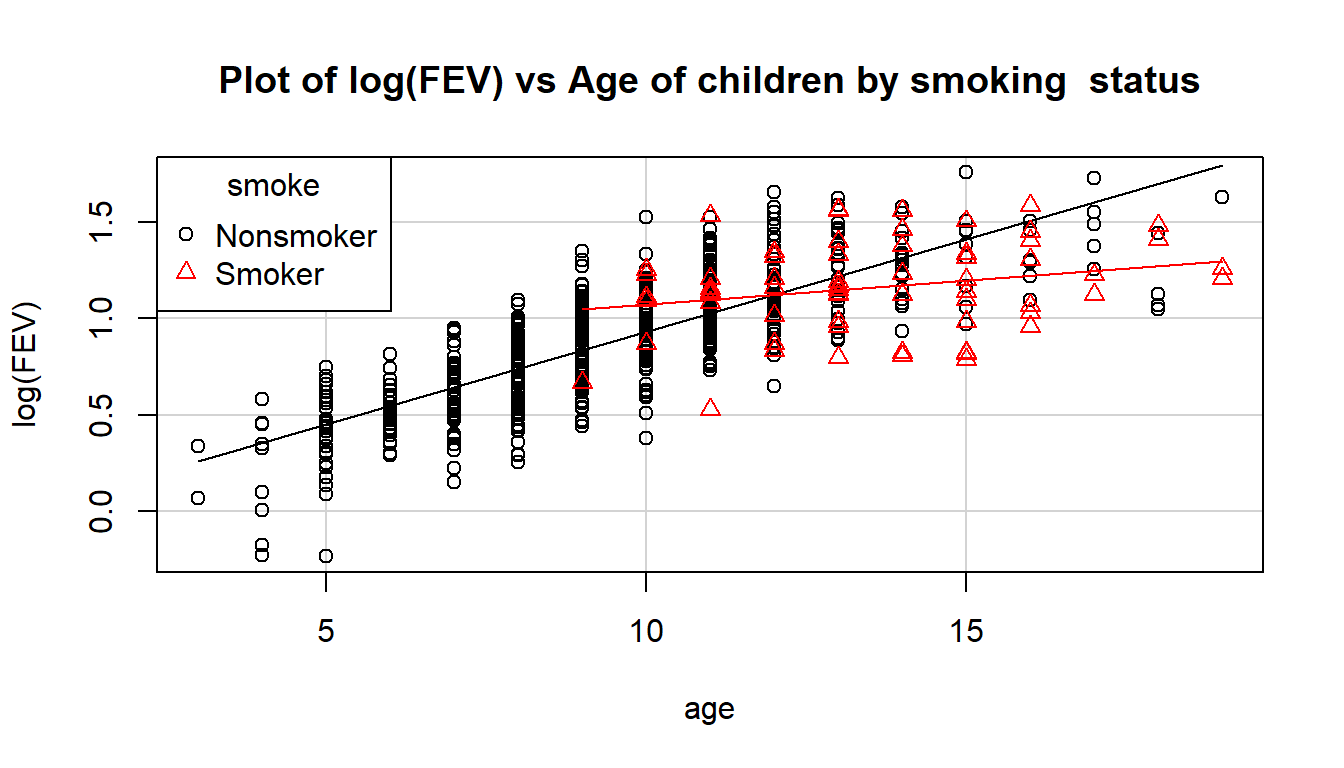 Plot of log(FEV) vs Age of children by smoking  status
smoke
Nonsmoker
Smoker
log(FEV)
1.5
1.0
0.5
0.0
5
10
15
age